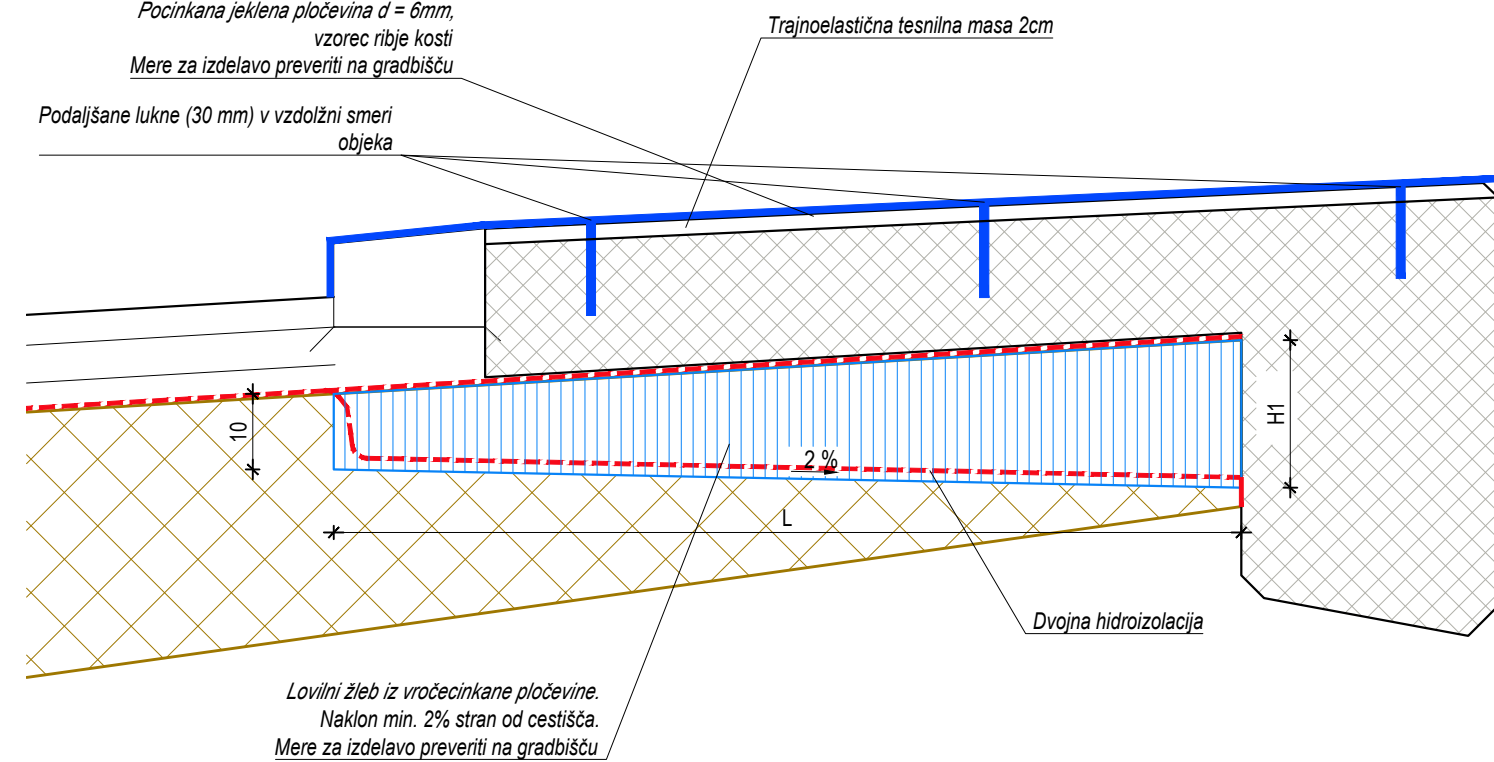 Pocinkana jeklena pločevina d = 6mm,
vzorec ribje kosti
Mere za izdelavo preveriti na gradbišču
Trajnoelastična tesnilna masa 2cm
Podaljšane lukne (30 mm) v vzdolžni smeri
objeka
10
2 %
H1
L
Dvojna hidroizolacija
Lovilni žleb iz vročecinkane pločevine.
Naklon min. 2% stran od cestišča.
Mere za izdelavo preveriti na gradbišču